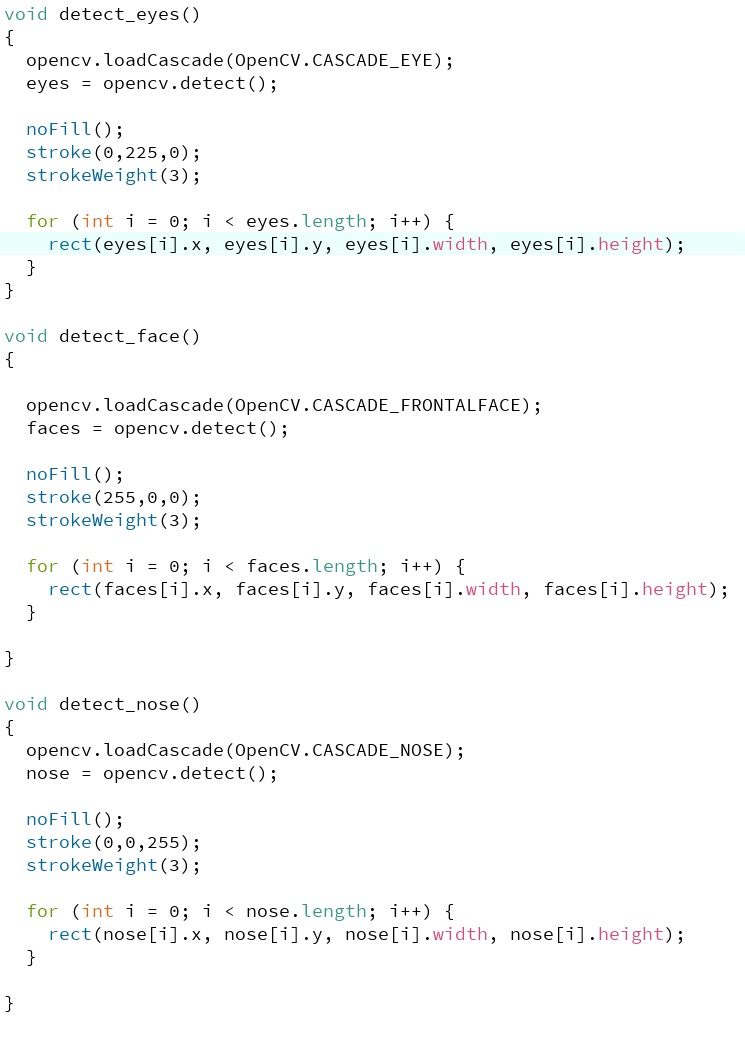 void detect_eyes()
{
  opencv.loadCascade(OpenCV.CASCADE_EYE);
  eyes = opencv.detect();

  noFill();
  stroke(0,225,0);
  strokeWeight(3);

  for (int i = 0; i < eyes.length; i++) {
    rect(eyes[i].x, eyes[i].y, eyes[i].width, eyes[i].height);
  }
}

void detect_face()
{

  opencv.loadCascade(OpenCV.CASCADE_FRONTALFACE);
  faces = opencv.detect();

  noFill();
  stroke(255,0,0);
  strokeWeight(3);

  for (int i = 0; i < faces.length; i++) {
    rect(faces[i].x, faces[i].y, faces[i].width, faces[i].height);
  }

}

void detect_nose()
{
  opencv.loadCascade(OpenCV.CASCADE_NOSE);
  nose = opencv.detect();

  noFill();
  stroke(0,0,255);
  strokeWeight(3);

  for (int i = 0; i < nose.length; i++) {
    rect(nose[i].x, nose[i].y, nose[i].width, nose[i].height);
  }

}